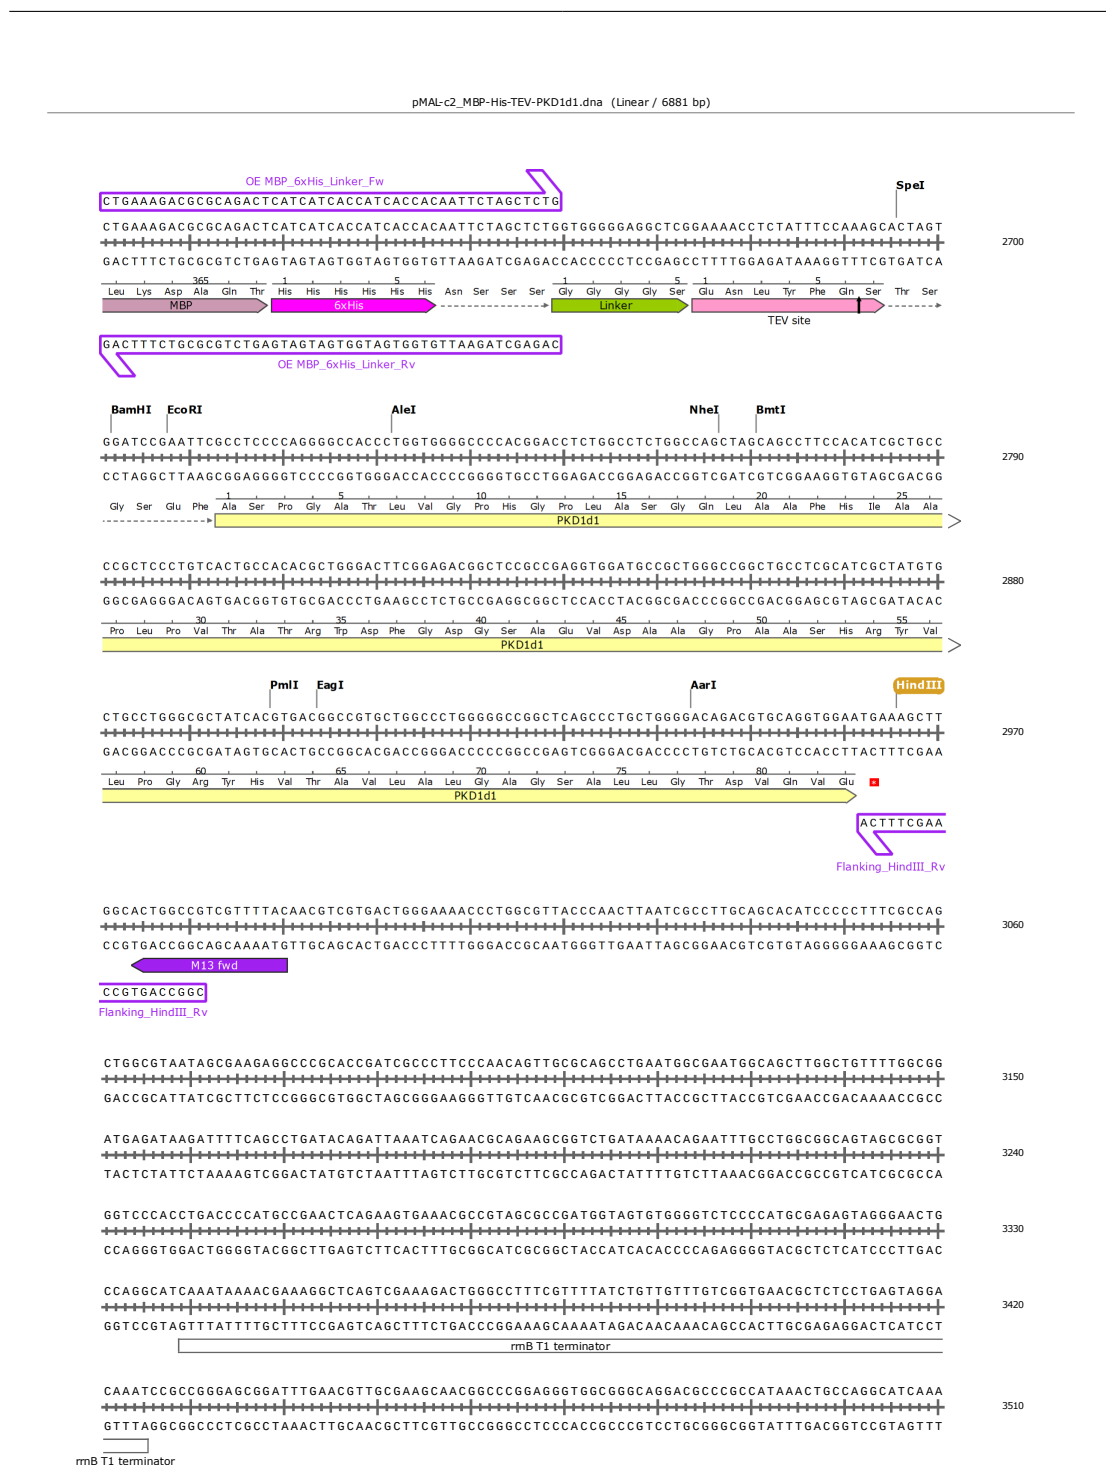 pMAL-c2_MBP-His-TEV-PKD1d1.dna (Linear / 6881 bp)
OE MBP_6xHis_Linker_Fw
SpeI
CTGAAAGACGCGCAGACTCATCATCACCATCACCACAATTCTAGCTCTG
CTGAAAGACGCGCAGACTCATCATCACCATCACCACAATTCTAGCTCTGGTGGGGGAGGCTCGGAAAACCTCTATTTCCAAAGCACTAGT
2700
GACTTTCTGCGCGTCTGAGTAGTAGTGGTAGTGGTGTTAAGATCGAGACCACCCCCTCCGAGCCTTTTGGAGATAAAGGTTTCGTGATCA
365 1 5 1 5 1 5
Leu Lys Asp Ala Gln Thr His His His His His His Asn Ser Ser Ser Gly Gly Gly Gly Ser Glu Asn Leu Tyr Phe Gln Ser Thr Ser
MBP 6xHis Linker
TEV site
GACTTTCTGCGCGTCTGAGTAGTAGTGGTAGTGGTGTTAAGATCGAGAC
OE MBP_6xHis_Linker_Rv
BamHI EcoRI AleI NheI BmtI
GGATCCGAATTCGCCTCCCCAGGGGCCACCCTGGTGGGGCCCCACGGACCTCTGGCCTCTGGCCAGCTAGCAGCCTTCCACATCGCTGCC
2790
CCTAGGCTTAAGCGGAGGGGTCCCCGGTGGGACCACCCCGGGGTGCCTGGAGACCGGAGACCGGTCGATCGTCGGAAGGTGTAGCGACGG
1 5 10 15 20 25
Gly Ser Glu Phe Ala Ser Pro Gly Ala Thr Leu Val Gly Pro His Gly Pro Leu Ala Ser Gly Gln Leu Ala Ala Phe His Ile Ala Ala
PKD1d1
CCGCTCCCTGTCACTGCCACACGCTGGGACTTCGGAGACGGCTCCGCCGAGGTGGATGCCGCTGGGCCGGCTGCCTCGCATCGCTATGTG
2880
GGCGAGGGACAGTGACGGTGTGCGACCCTGAAGCCTCTGCCGAGGCGGCTCCACCTACGGCGACCCGGCCGACGGAGCGTAGCGATACAC
30 35 40 45 50 55
Pro Leu Pro Val Thr Ala Thr Arg Trp Asp Phe Gly Asp Gly Ser Ala Glu Val Asp Ala Ala Gly Pro Ala Ala Ser His Arg Tyr Val
PKD1d1
PmlI EagI AarI HindIII
CTGCCTGGGCGCTATCACGTGACGGCCGTGCTGGCCCTGGGGGCCGGCTCAGCCCTGCTGGGGACAGACGTGCAGGTGGAATGAAAGCTT
2970
GACGGACCCGCGATAGTGCACTGCCGGCACGACCGGGACCCCCGGCCGAGTCGGGACGACCCCTGTCTGCACGTCCACCTTACTTTCGAA
60 65 70 75 80
Leu Pro Gly Arg Tyr His Val Thr Ala Val Leu Ala Leu Gly Ala Gly Ser Ala Leu Leu Gly Thr Asp Val Gln Val Glu *
PKD1d1
ACTTTCGAA
Flanking_HindIII_Rv
GGCACTGGCCGTCGTTTTACAACGTCGTGACTGGGAAAACCCTGGCGTTACCCAACTTAATCGCCTTGCAGCACATCCCCCTTTCGCCAG
3060
CCGTGACCGGCAGCAAAATGTTGCAGCACTGACCCTTTTGGGACCGCAATGGGTTGAATTAGCGGAACGTCGTGTAGGGGGAAAGCGGTC
M13 fwd
CCGTGACCGGC
Flanking_HindIII_Rv
CTGGCGTAATAGCGAAGAGGCCCGCACCGATCGCCCTTCCCAACAGTTGCGCAGCCTGAATGGCGAATGGCAGCTTGGCTGTTTTGGCGG
3150
GACCGCATTATCGCTTCTCCGGGCGTGGCTAGCGGGAAGGGTTGTCAACGCGTCGGACTTACCGCTTACCGTCGAACCGACAAAACCGCC
ATGAGATAAGATTTTCAGCCTGATACAGATTAAATCAGAACGCAGAAGCGGTCTGATAAAACAGAATTTGCCTGGCGGCAGTAGCGCGGT
3240
TACTCTATTCTAAAAGTCGGACTATGTCTAATTTAGTCTTGCGTCTTCGCCAGACTATTTTGTCTTAAACGGACCGCCGTCATCGCGCCA
GGTCCCACCTGACCCCATGCCGAACTCAGAAGTGAAACGCCGTAGCGCCGATGGTAGTGTGGGGTCTCCCCATGCGAGAGTAGGGAACTG
3330
CCAGGGTGGACTGGGGTACGGCTTGAGTCTTCACTTTGCGGCATCGCGGCTACCATCACACCCCAGAGGGGTACGCTCTCATCCCTTGAC
CCAGGCATCAAATAAAACGAAAGGCTCAGTCGAAAGACTGGGCCTTTCGTTTTATCTGTTGTTTGTCGGTGAACGCTCTCCTGAGTAGGA
3420
GGTCCGTAGTTTATTTTGCTTTCCGAGTCAGCTTTCTGACCCGGAAAGCAAAATAGACAACAAACAGCCACTTGCGAGAGGACTCATCCT
rrnB T1 terminator
CAAATCCGCCGGGAGCGGATTTGAACGTTGCGAAGCAACGGCCCGGAGGGTGGCGGGCAGGACGCCCGCCATAAACTGCCAGGCATCAAA
3510
GTTTAGGCGGCCCTCGCCTAAACTTGCAACGCTTCGTTGCCGGGCCTCCCACCGCCCGTCCTGCGGGCGGTATTTGACGGTCCGTAGTTT
rrnB T1 terminator